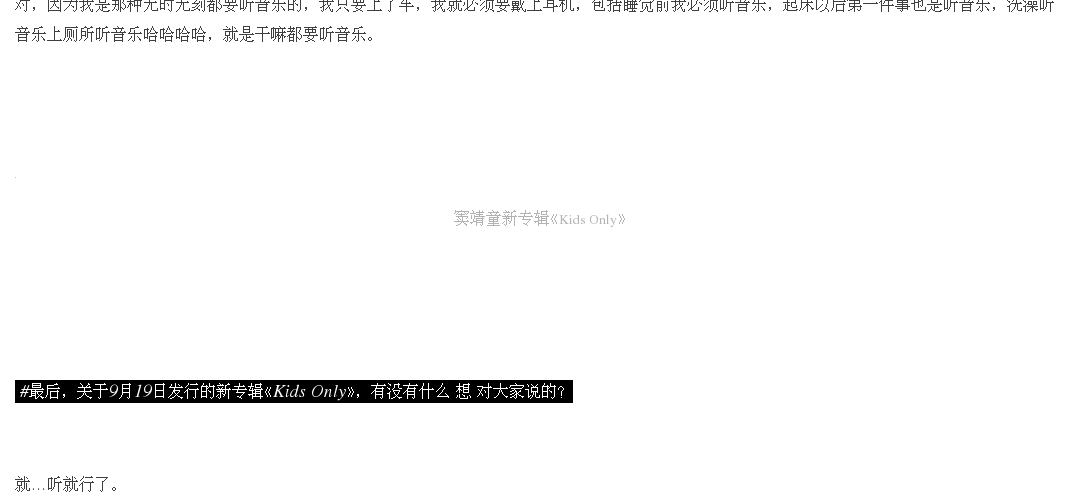 对，因为我是那种无时无刻都要听音乐的，我只要上了车，我就必须要戴上耳机，包括睡觉前我必须听音乐，起床以后第一件事也是听音乐，洗澡听
音乐上厕所听音乐哈哈哈哈，就是干嘛都要听音乐。
窦靖童新专辑《Kids Only》
#最后，关于9月19日发行的新专辑《Kids Only》，有没有什么 想 对大家说的？
就…听就行了。